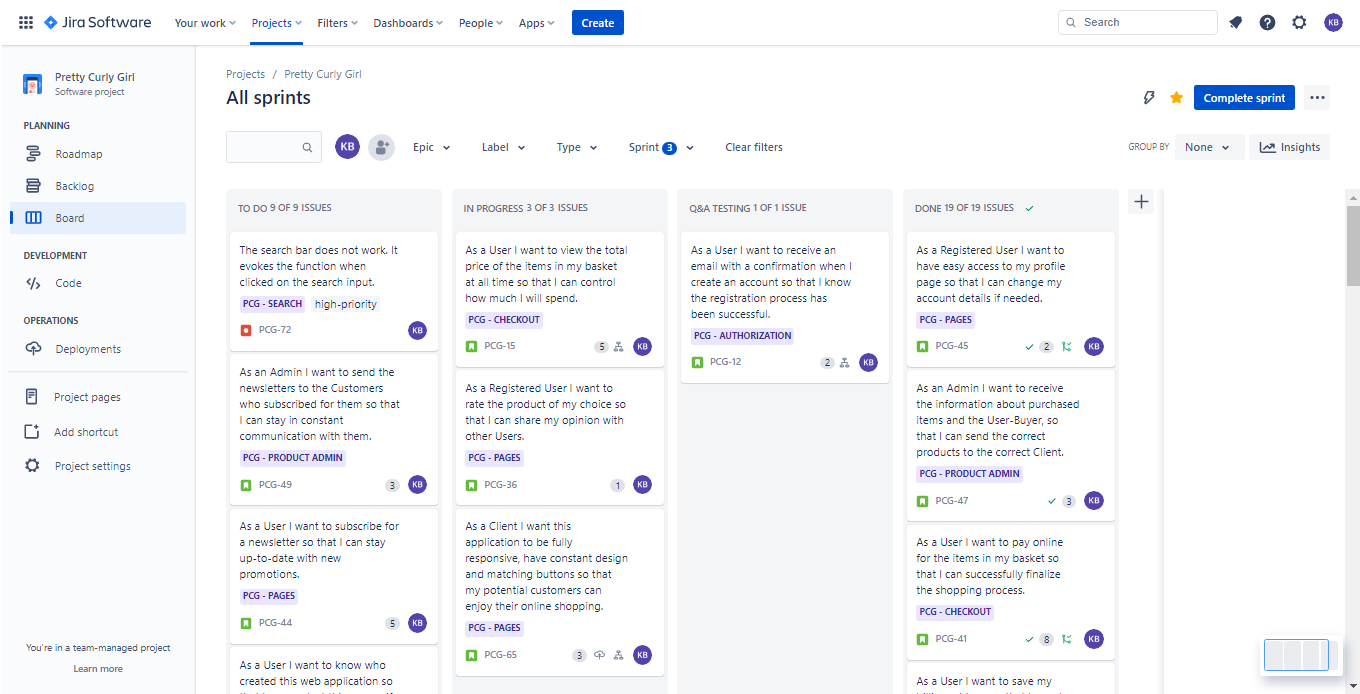 Jira Software
Your work
Projects
Filters
Dashboards
People
Apps
Create
Search
KB
Pretty Curly Girl
Software project
PLANNING
Roadmap
Backlog
Board
DEVELOPMENT
Code
OPERATIONS
Deployments
Project pages
Add shortcut
Project settings
You're in a team-managed project
Learn more
Projects / Pretty Curly Girl
All sprints
Complete sprint
KB
Epic
Label
Type
Sprint 3
Clear filters
GROUP BY
None
Insights
TO DO 9 OF 9 ISSUES
The search bar does not work. It
evokes the function when
clicked on the search input.
PCG - SEARCH high-priority
PCG-72 KB
As an Admin I want to send the
newsletters to the Customers
who subscribed for them so that
I can stay in constant
communication with them.
PCG - PRODUCT ADMIN
PCG-49 3 KB
As a User I want to subscribe for
a newsletter so that I can stay
up-to-date with new
promotions.
PCG - PAGES
PCG-44 5 KB
As a User I want to know who
created this web application so
IN PROGRESS 3 OF 3 ISSUES
As a User I want to view the total
price of the items in my basket
at all time so that I can control
how much I will spend.
PCG - CHECKOUT
PCG-15 5 KB
As a Registered User I want to
rate the product of my choice so
that I can share my opinion with
other Users.
PCG - PAGES
PCG-36 1 KB
As a Client I want this
application to be fully
responsive, have constant design
and matching buttons so that
my potential customers can
enjoy their online shopping.
PCG - PAGES
PCG-65 3 KB
Q&A TESTING 1 OF 1 ISSUE
As a User I want to receive an
email with a confirmation when I
create an account so that I know
the registration process has
been successful.
PCG - AUTHORIZATION
PCG-12 2 KB
DONE 19 OF 19 ISSUES
As a Registered User I want to
have easy access to my profile
page so that I can change my
account details if needed.
PCG - PAGES
PCG-45 2 KB
As an Admin I want to receive
the information about purchased
items and the User-Buyer, so
that I can send the correct
products to the correct Client.
PCG - PRODUCT ADMIN
PCG-47 3 KB
As a User I want to pay online
for the items in my basket so
that I can successfully finalize
the shopping process.
PCG - CHECKOUT
PCG-41 8 KB
As a User I want to save my